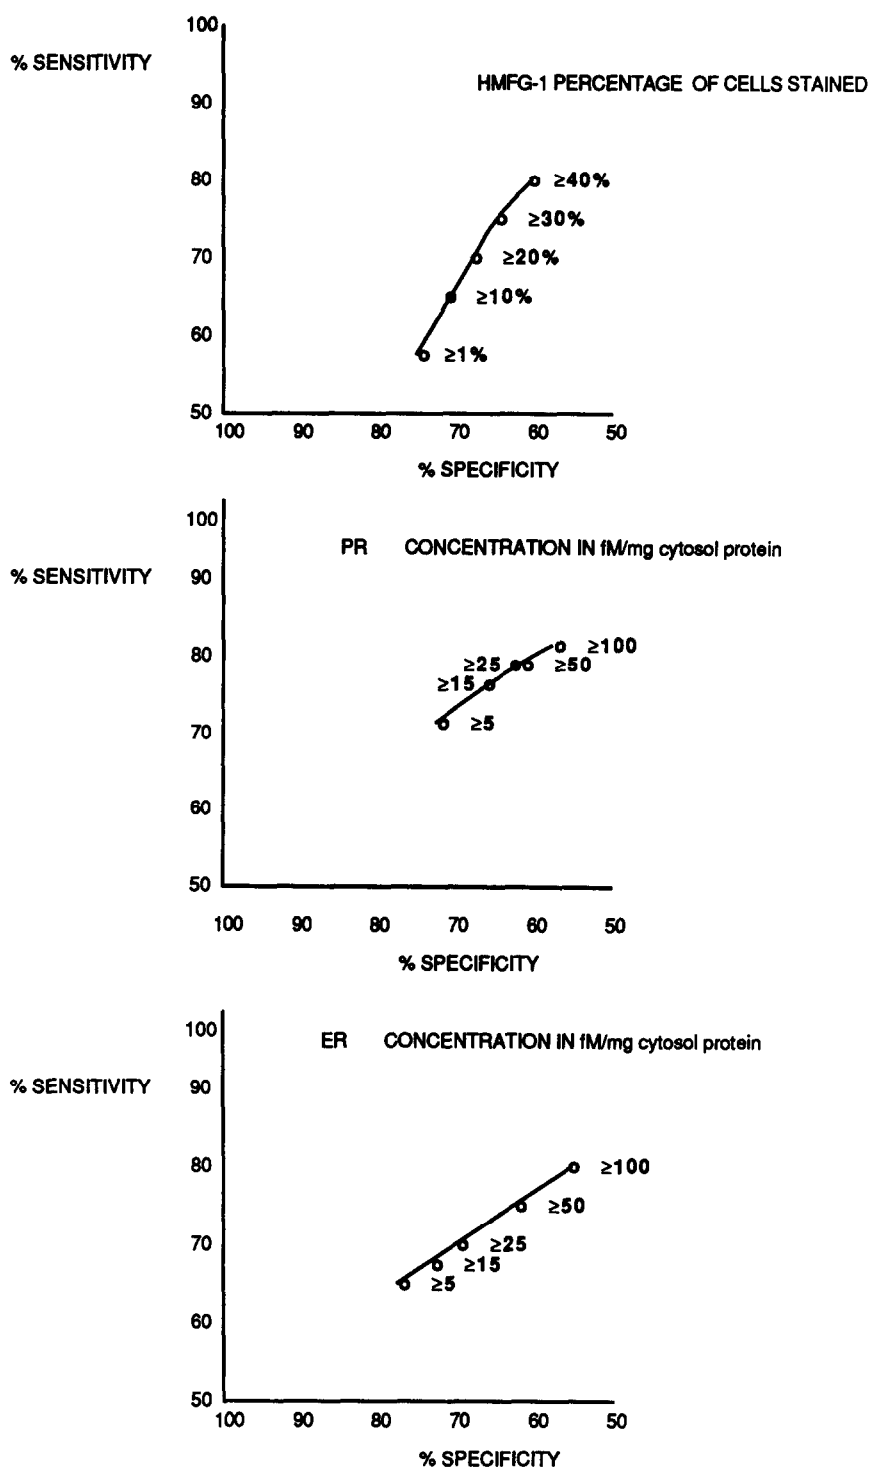 100
% SENSITIVITY
HMFG-1 PERCENTAGE OF CELLS STAINED
90
80
≥40%
≥30%
70
≥20%
≥10%
60
≥1%
50
100 90 80 70 60 50
% SPECIFICITY
100
PR CONCENTRATION IN fM/mg cytosol protein
% SENSITIVITY
90
80
≥100
≥25 ≥50
≥15
70
≥5
60
50
100 90 80 70 60 50
% SPECIFICITY
100
ER CONCENTRATION IN fM/mg cytosol protein
% SENSITIVITY
90
80
≥100
≥50
70
≥25
≥15
≥5
60
50
100 90 80 70 60 50
% SPECIFICITY